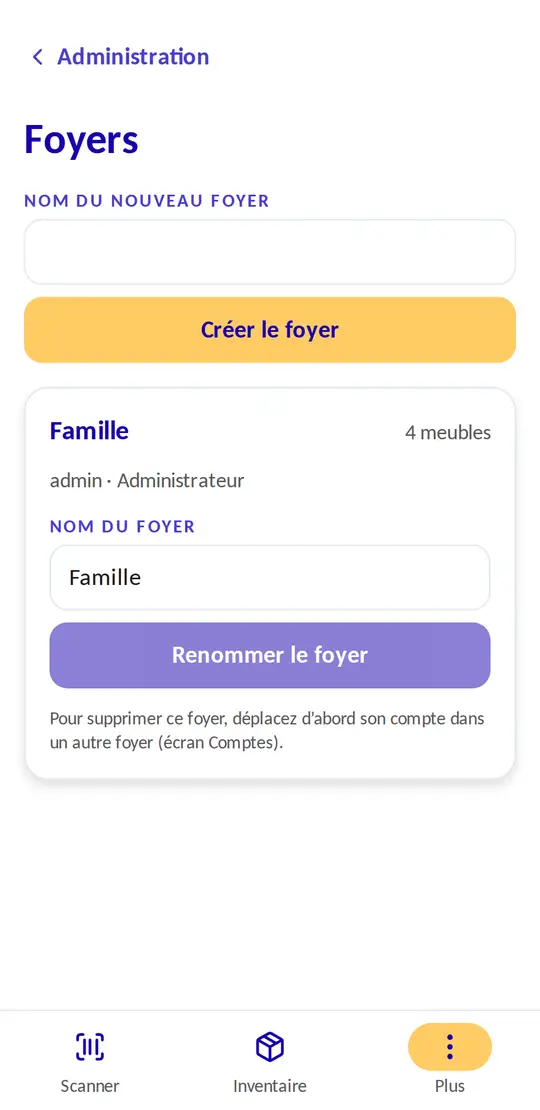 Administration
Foyers
NOM DU NOUVEAU FOYER
Créer le foyer
Famille
4 meubles
admin · Administrateur
NOM DU FOYER
Famille
Renommer le foyer
Pour supprimer ce foyer, déplacez d'abord son compte dans
un autre foyer (écran Comptes).
Scanner
Inventaire
Plus